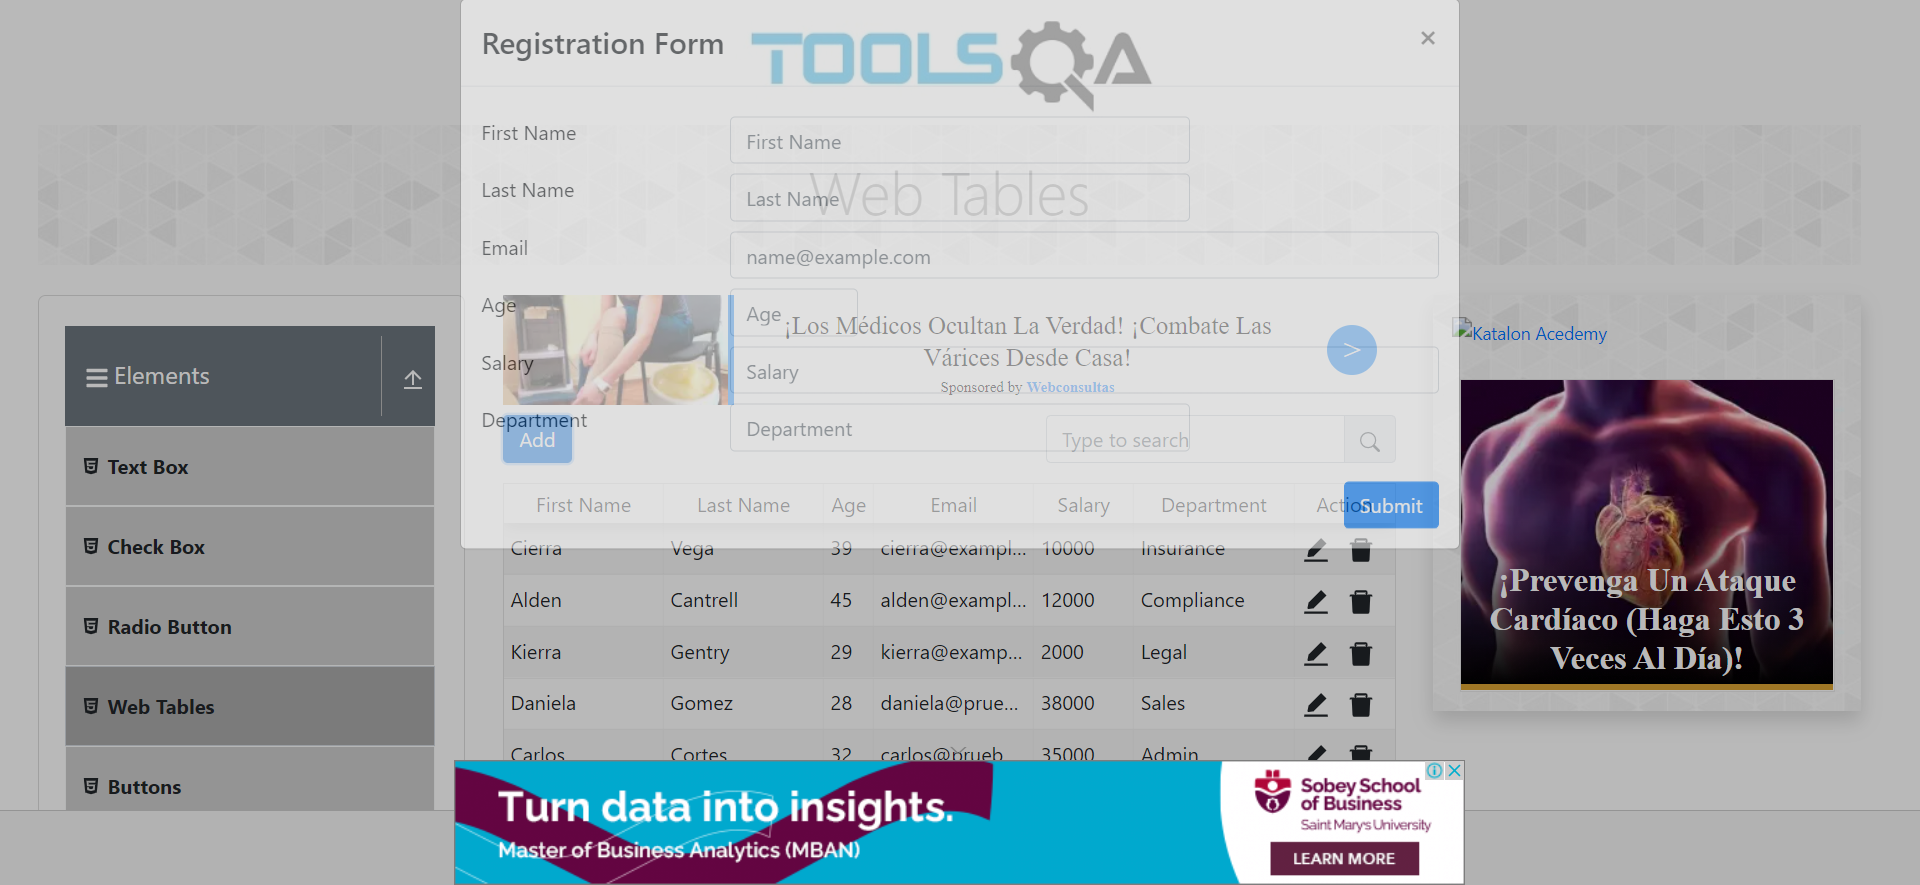 Registration Form
×
TOOLSQA
First Name
First Name
Last Name
Last Name
Web Tables
Email
name@example.com
Age
Age
¡Los Médicos Ocultan La Verdad! ¡Combate Las
Várices Desde Casa!
Sponsored by Webconsultas
>
Salary
Salary
Department
Department
Add
Type to search
Submit
First Name Last Name Age Email Salary Department Action
Cierra Vega 39 cierra@exampl... 10000 Insurance
Alden Cantrell 45 alden@exampl... 12000 Compliance
Kierra Gentry 29 kierra@examp... 2000 Legal
Daniela Gomez 28 daniela@prue... 38000 Sales
Carlos Cortes 32 carlos@prueb 35000 Admin
Elements
Text Box
Check Box
Radio Button
Web Tables
Buttons
Katalon Acedemy
¡Prevenga Un Ataque
Cardíaco (Haga Esto 3
Veces Al Día)!
Turn data into insights.
Master of Business Analytics (MBAN)
Sobey School
of Business
Saint Mary's University
LEARN MORE